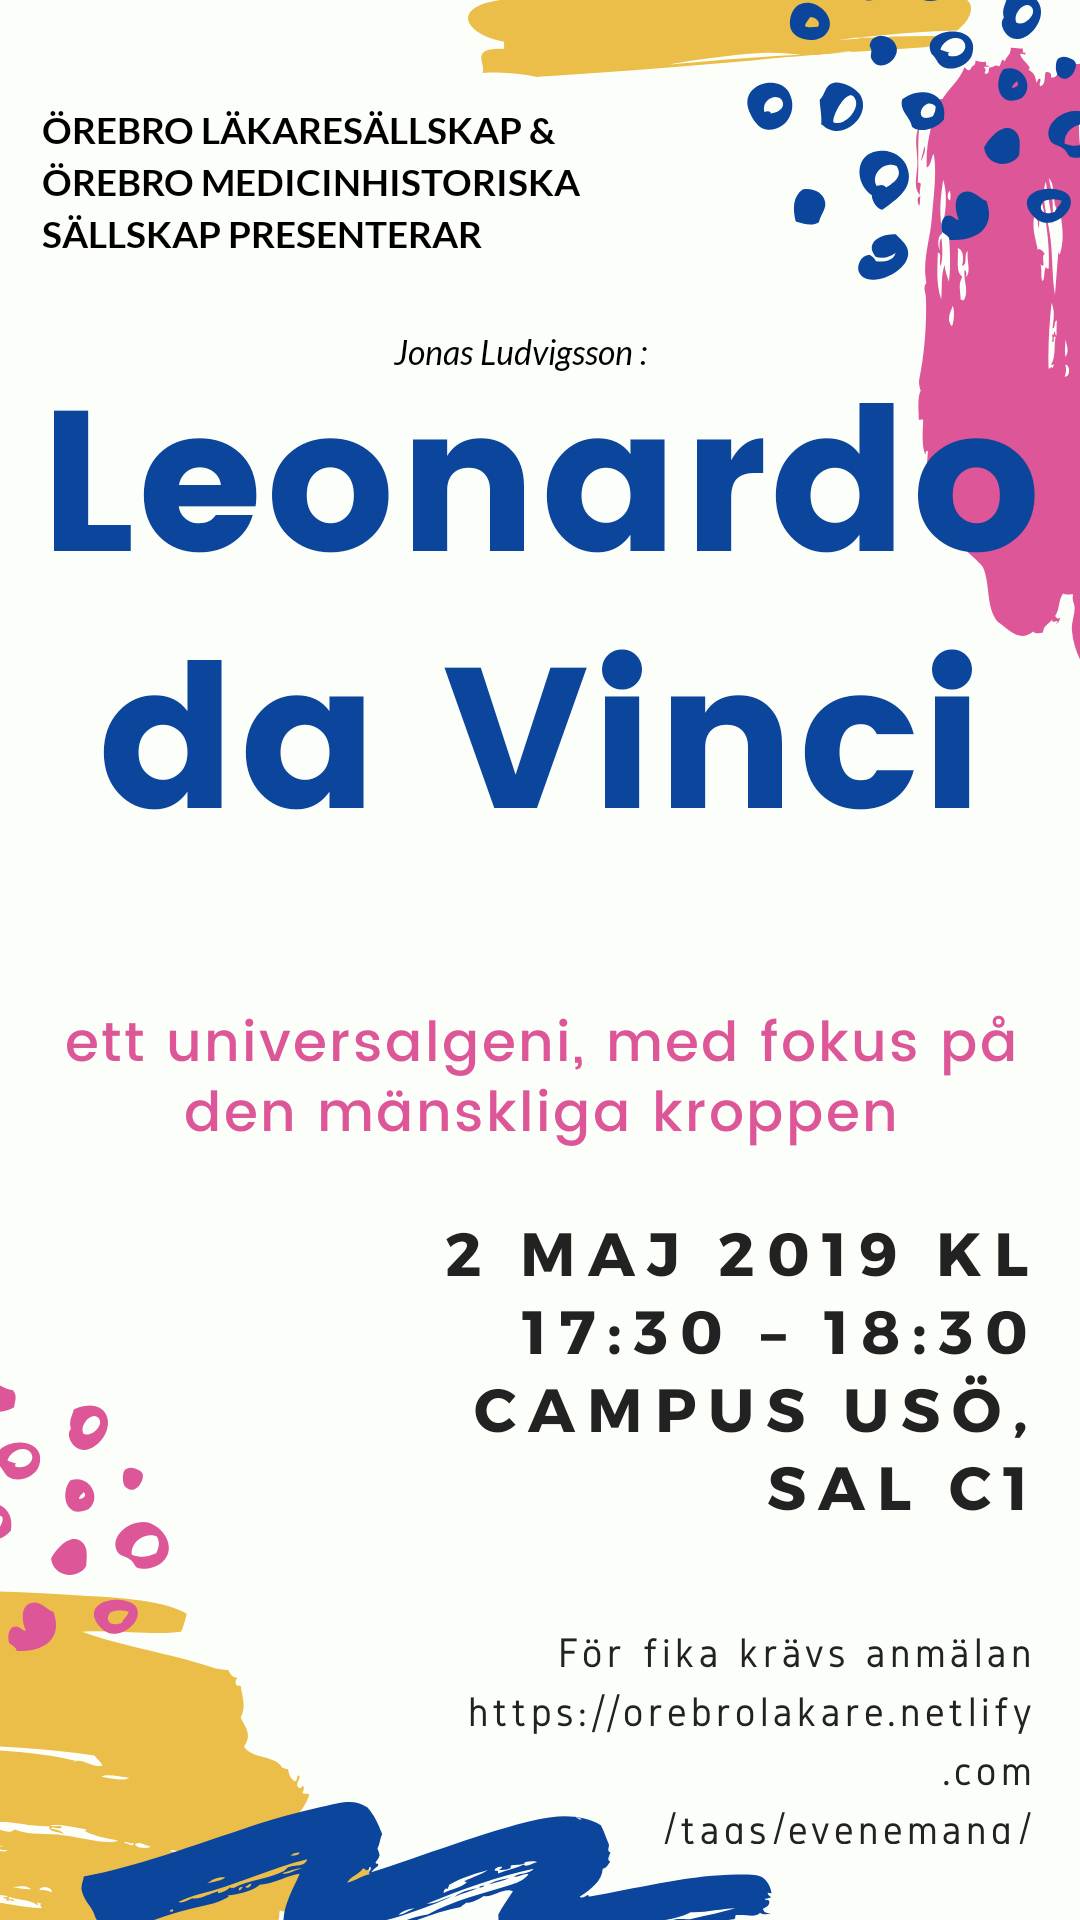 ÖREBRO LÄKARESÄLLSKAP &
ÖREBRO MEDICINHISTORISKA
SÄLLSKAP PRESENTERAR
Jonas Ludvigsson :
Leonardo
da Vinci
ett universalgeni, med fokus på
den mänskliga kroppen
2 MAJ 2019 KL
17:30 – 18:30
CAMPUS USÖ,
SAL C1
För fika krävs anmälan
https://orebrolakare.netlify
.com
/tags/evenemang/